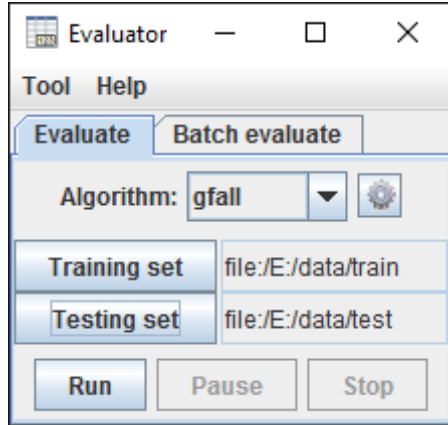 Evaluator
Tool Help
Evaluate Batch evaluate
Algorithm: gfall
Training set file:/E:/data/train
Testing set file:/E:/data/test
Run Pause Stop